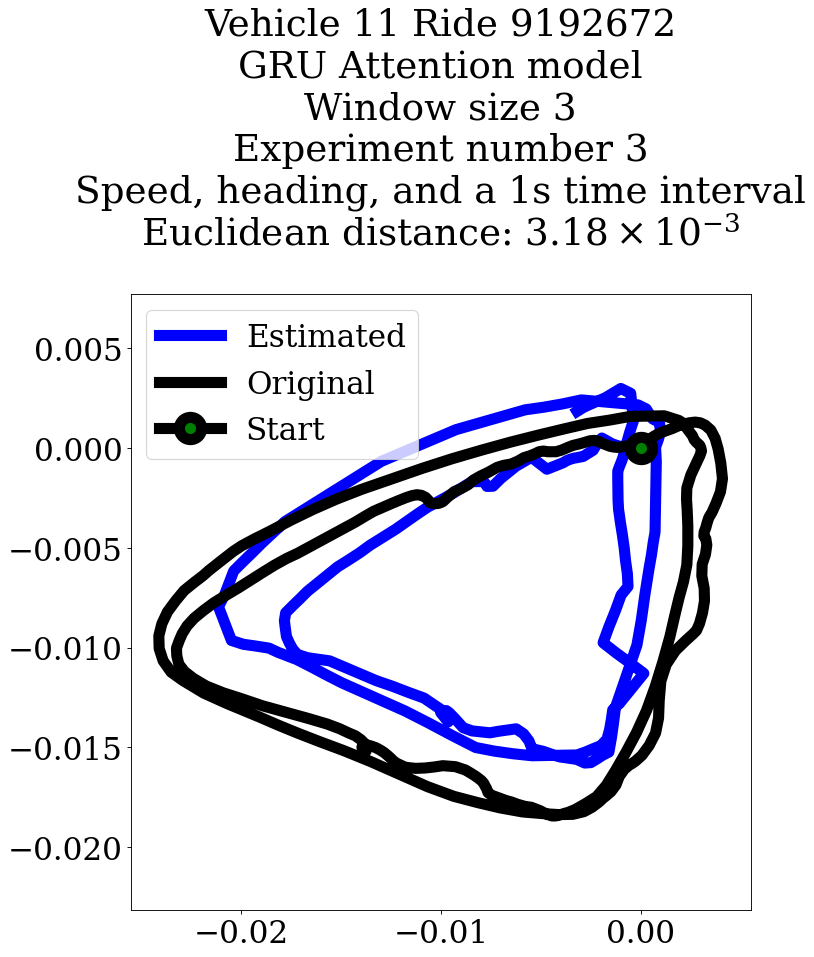 Vehicle 11 Ride 9192672
GRU Attention model
Window size 3
Experiment number 3
Speed, heading, and a 1s time interval
Euclidean distance: 3.18 × 10⁻³
Estimated
Original
Start
0.005
0.000
−0.005
−0.010
−0.015
−0.020
−0.02 −0.01 0.00